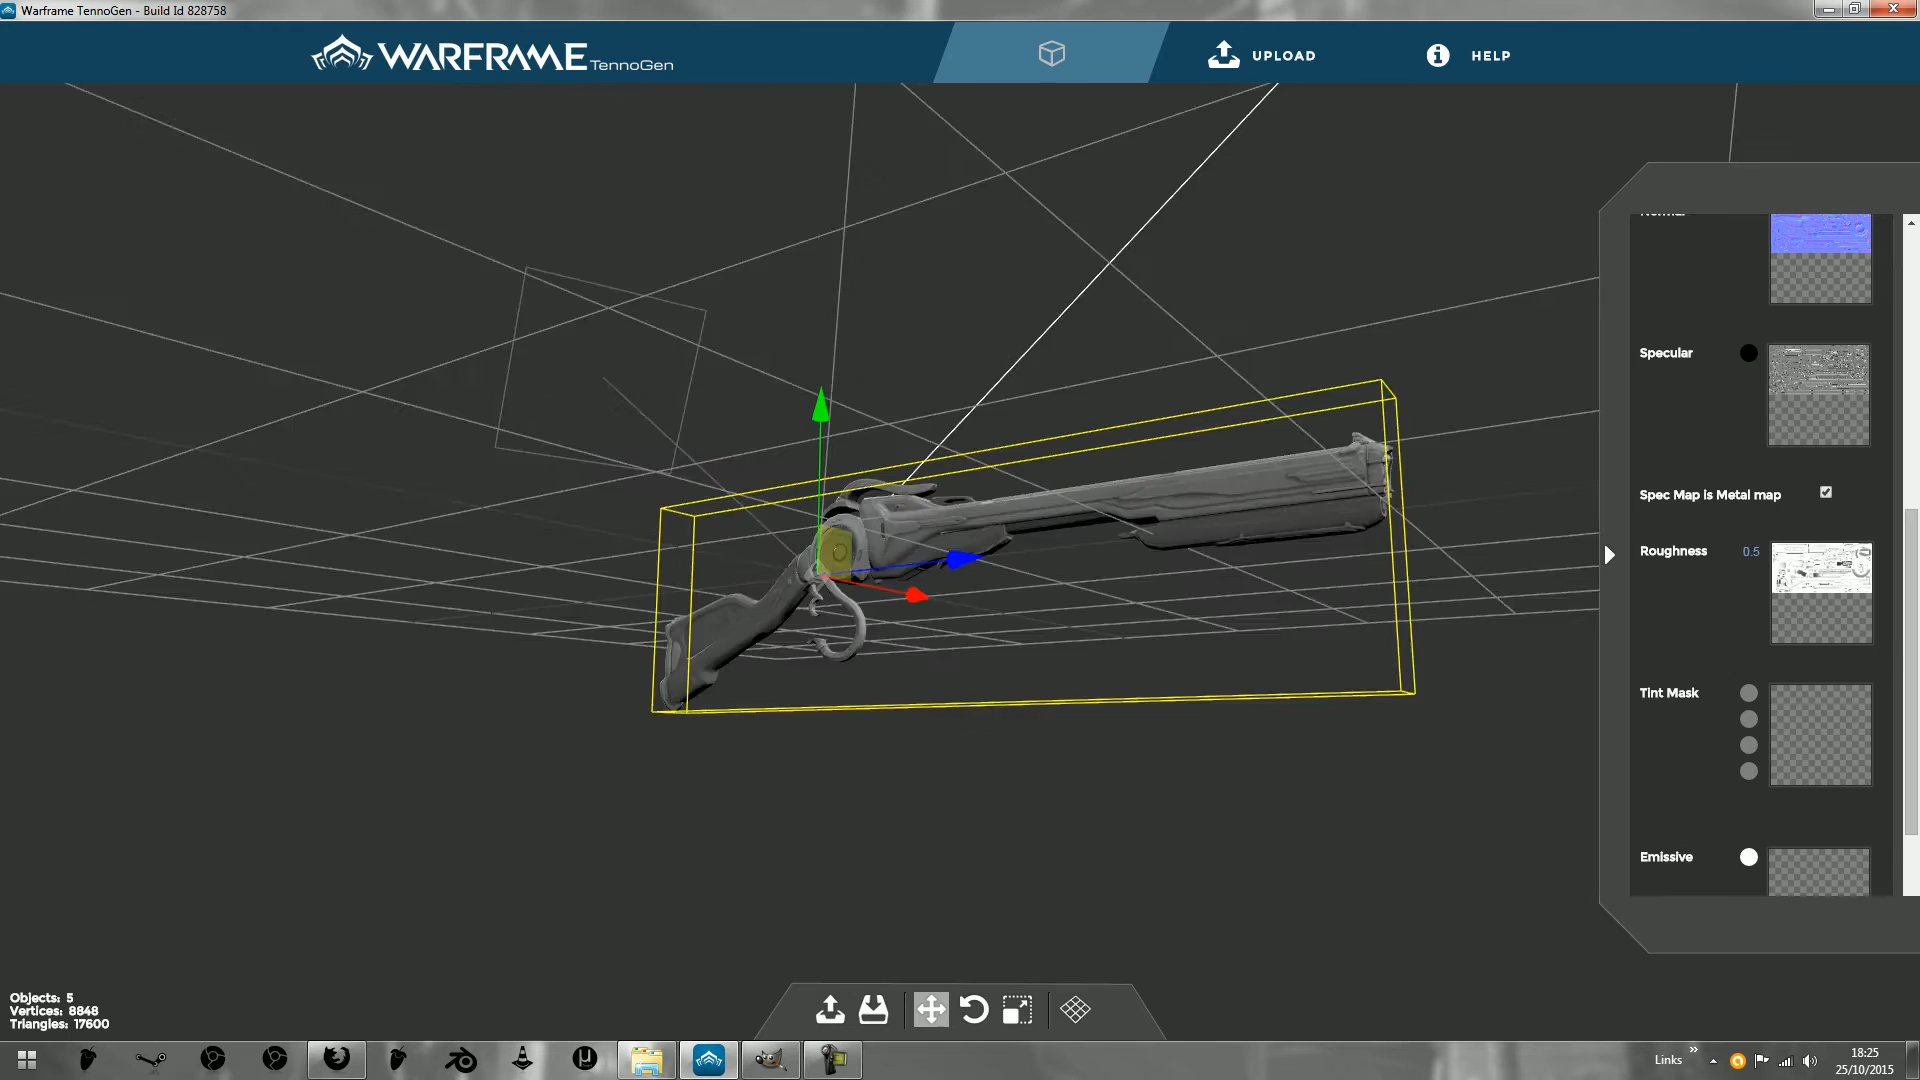 Warframe TennoGen - Build Id 828758
WARFRAME TennoGen
UPLOAD
HELP
Normal
Specular
Spec Map is Metal map
Roughness
0.5
Tint Mask
Emissive
Objects: 5
Vertices: 8848
Triangles: 17600
Links
18:25
25/10/2015